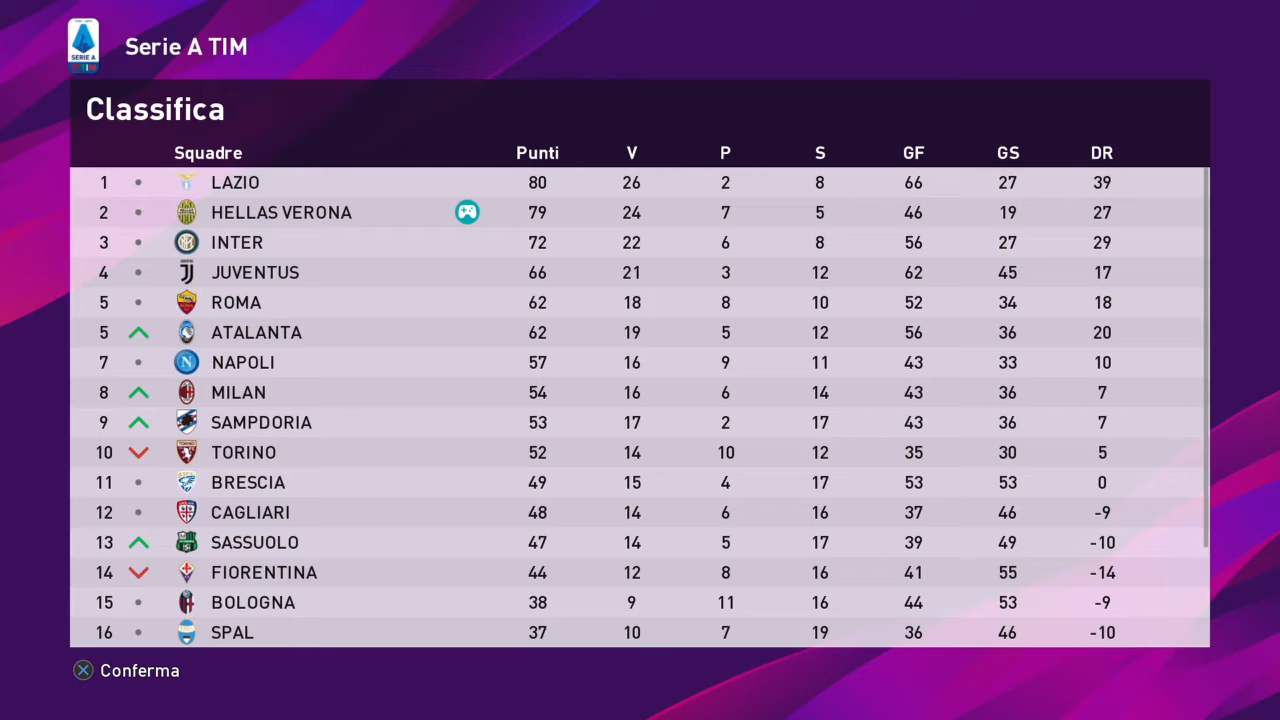 SERIE A
TIM
Serie A TIM
Classifica
Squadre Punti V P S GF GS DR
1 LAZIO 80 26 2 8 66 27 39
2 HELLAS VERONA 79 24 7 5 46 19 27
3 INTER 72 22 6 8 56 27 29
4 JUVENTUS 66 21 3 12 62 45 17
5 ROMA 62 18 8 10 52 34 18
5 ATALANTA 62 19 5 12 56 36 20
7 NAPOLI 57 16 9 11 43 33 10
8 MILAN 54 16 6 14 43 36 7
9 SAMPDORIA 53 17 2 17 43 36 7
10 TORINO 52 14 10 12 35 30 5
11 BRESCIA 49 15 4 17 53 53 0
12 CAGLIARI 48 14 6 16 37 46 -9
13 SASSUOLO 47 14 5 17 39 49 -10
14 FIORENTINA 44 12 8 16 41 55 -14
15 BOLOGNA 38 9 11 16 44 53 -9
16 SPAL 37 10 7 19 36 46 -10
Conferma